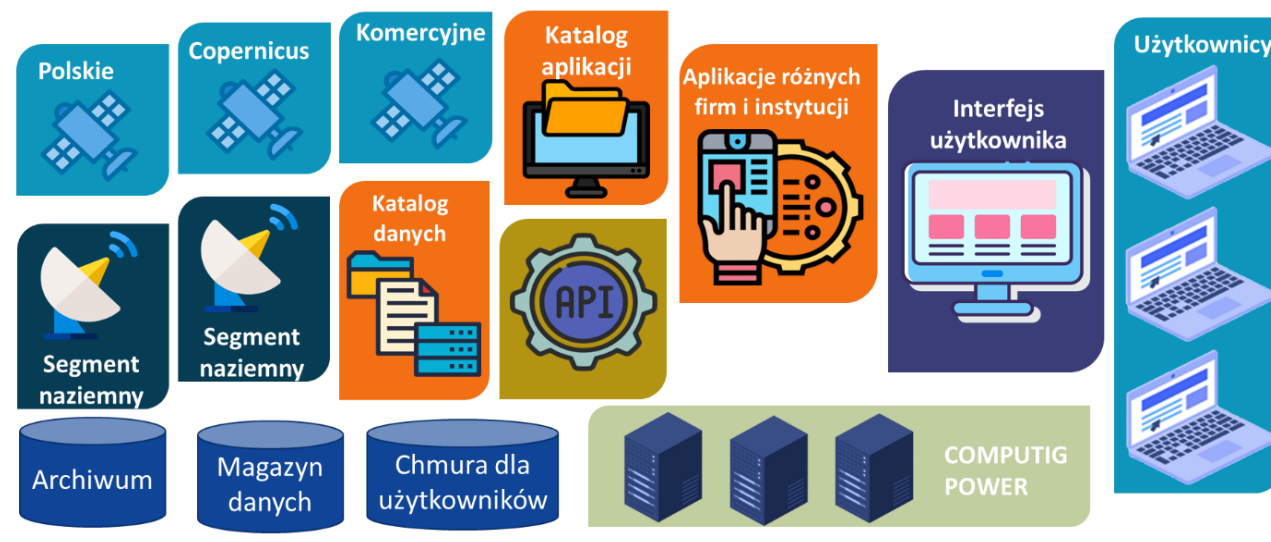 Polskie
Copernicus
Komercyjne
Katalog
aplikacji
Aplikacje różnych
firm i instytucji
Interfejs
użytkownika
Użytkownicy
Segment
naziemny
Segment
naziemny
Katalog
danych
API
Archiwum
Magazyn
danych
Chmura dla
użytkowników
COMPUTIG
POWER